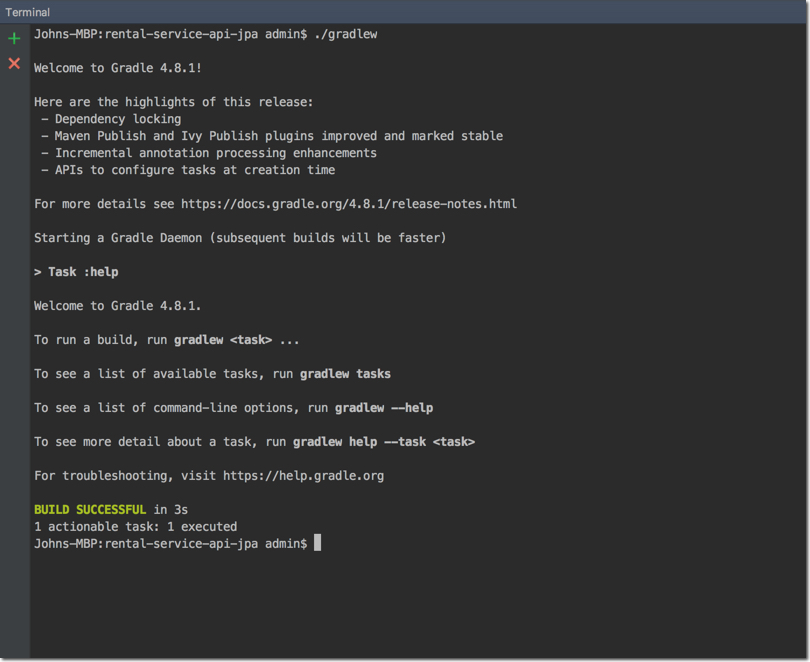 Terminal
Johns-MBP:rental-service-api-jpa admin$ ./gradlew
Welcome to Gradle 4.8.1!
Here are the highlights of this release:
 - Dependency locking
 - Maven Publish and Ivy Publish plugins improved and marked stable
 - Incremental annotation processing enhancements
 - APIs to configure tasks at creation time
For more details see https://docs.gradle.org/4.8.1/release-notes.html
Starting a Gradle Daemon (subsequent builds will be faster)
> Task :help
Welcome to Gradle 4.8.1.
To run a build, run gradlew <task> ...
To see a list of available tasks, run gradlew tasks
To see a list of command-line options, run gradlew --help
To see more detail about a task, run gradlew help --task <task>
For troubleshooting, visit https://help.gradle.org
BUILD SUCCESSFUL in 3s
1 actionable task: 1 executed
Johns-MBP:rental-service-api-jpa admin$